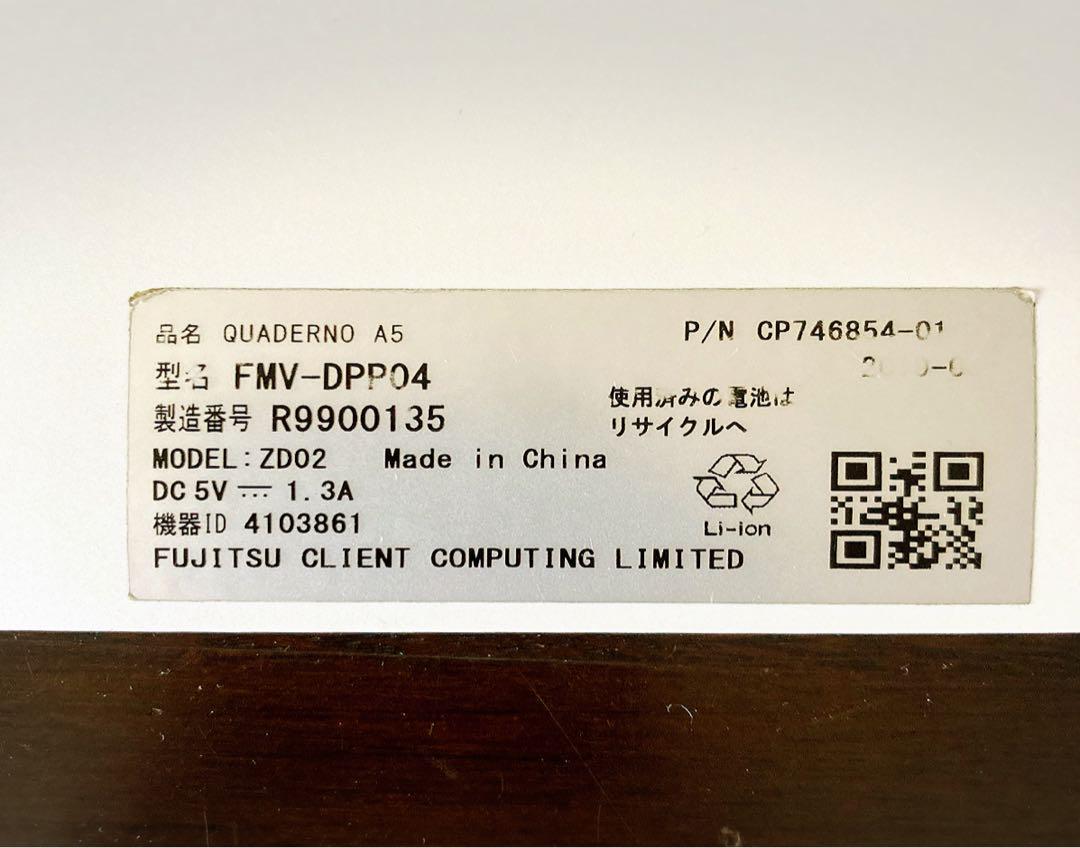 品名 QUADERNO A5
P/N CP746854-01
型名 FMV-DPP04
製造番号 R9900135
使用済みの電池は
リサイクルへ
MODEL:ZD02 Made in China
DC 5V ⎓ 1.3A
機器ID 4103861
Li-ion
FUJITSU CLIENT COMPUTING LIMITED